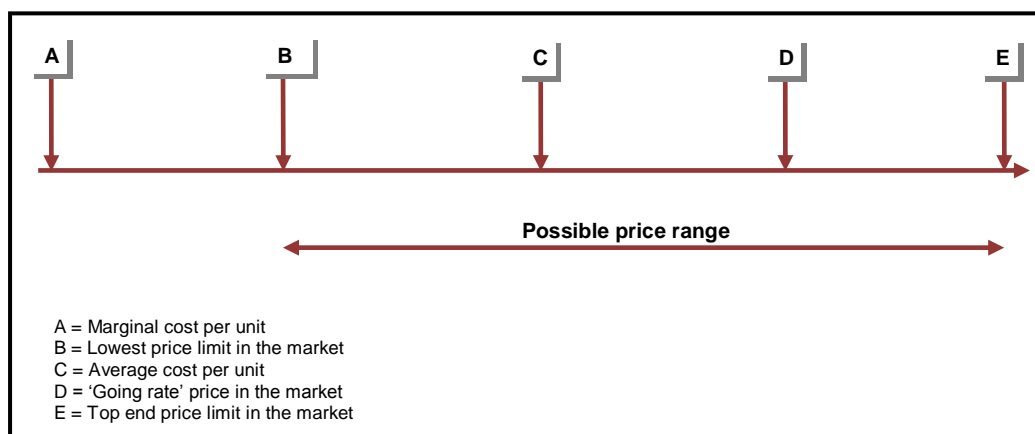 A B C D E
Possible price range
A = Marginal cost per unit
B = Lowest price limit in the market
C = Average cost per unit
D = ‘Going rate’ price in the market
E = Top end price limit in the market